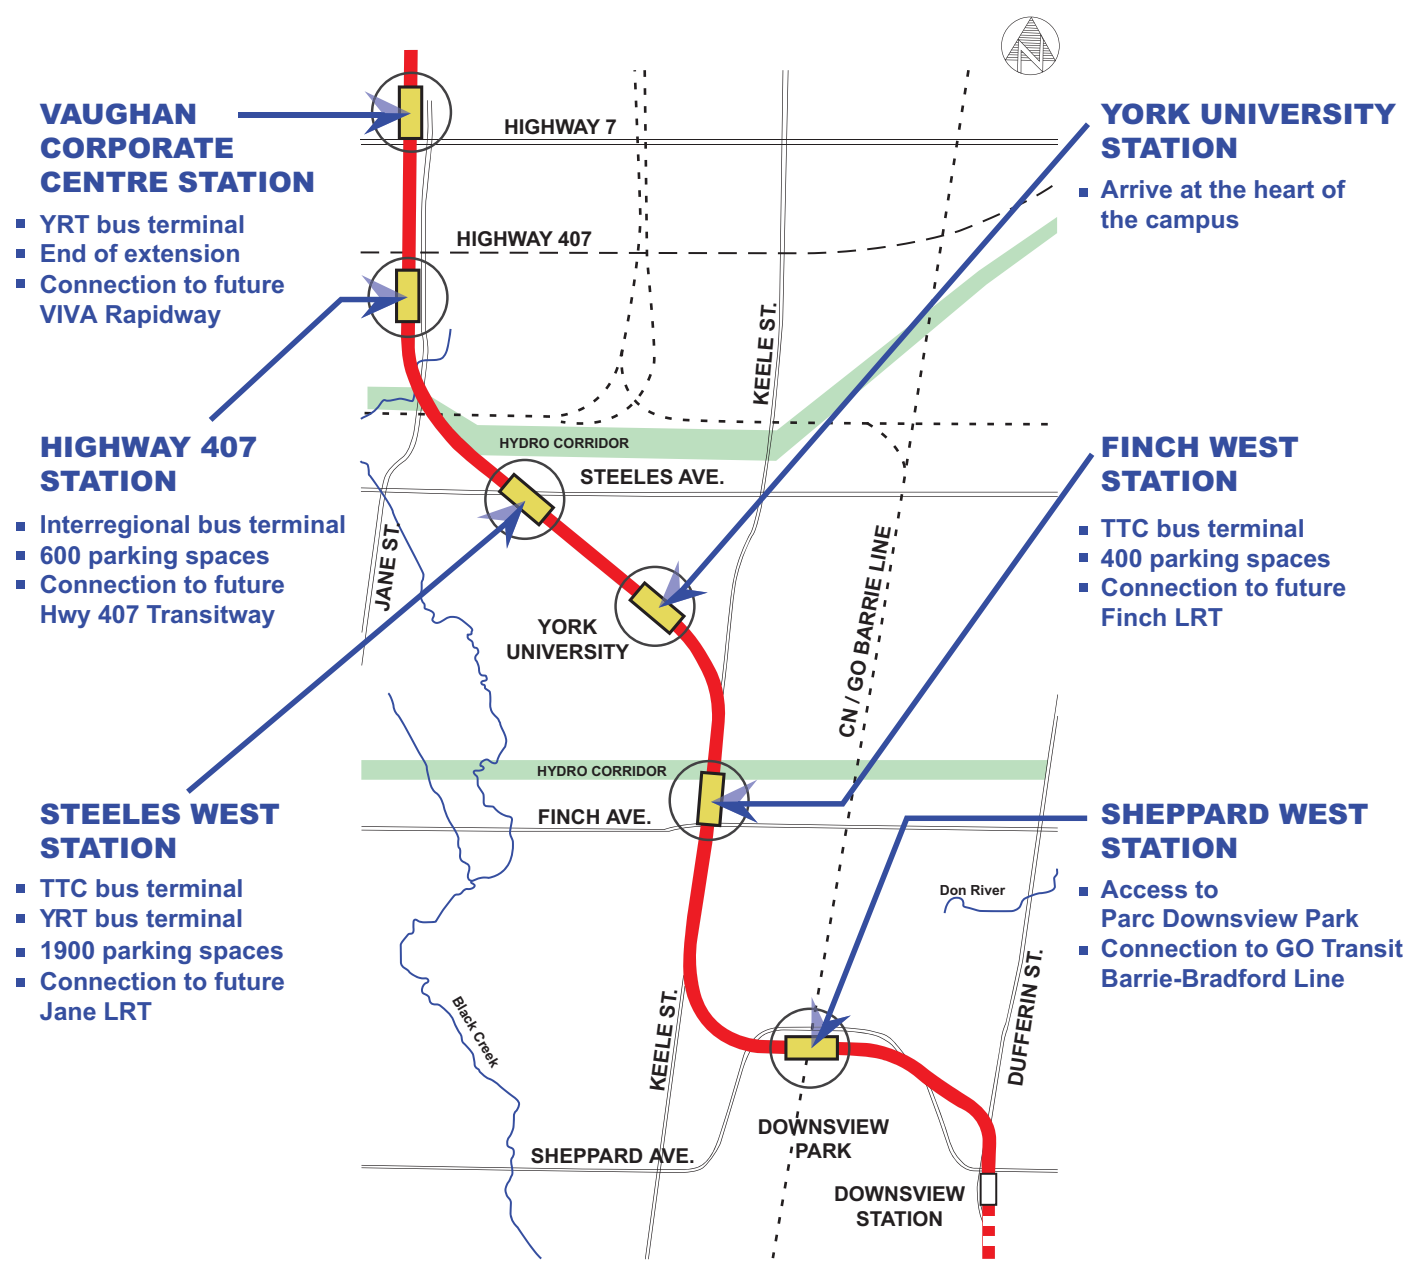 VAUGHAN
CORPORATE
CENTRE STATION
YRT bus terminal
End of extension
Connection to future
VIVA Rapidway
HIGHWAY 407
STATION
Interregional bus terminal
600 parking spaces
Connection to future
Hwy 407 Transitway
STEELES WEST
STATION
TTC bus terminal
YRT bus terminal
1900 parking spaces
Connection to future
Jane LRT
N
HIGHWAY 7
HIGHWAY 407
KEELE ST.
HYDRO CORRIDOR
STEELES AVE.
JANE ST.
CN / GO BARRIE LINE
YORK
UNIVERSITY
HYDRO CORRIDOR
FINCH AVE.
Don River
Black Creek
KEELE ST.
DUFFERIN ST.
DOWNSVIEW
PARK
SHEPPARD AVE.
DOWNSVIEW
STATION
YORK UNIVERSITY
STATION
Arrive at the heart of
the campus
FINCH WEST
STATION
TTC bus terminal
400 parking spaces
Connection to future
Finch LRT
SHEPPARD WEST
STATION
Access to
Parc Downsview Park
Connection to GO Transit
Barrie-Bradford Line